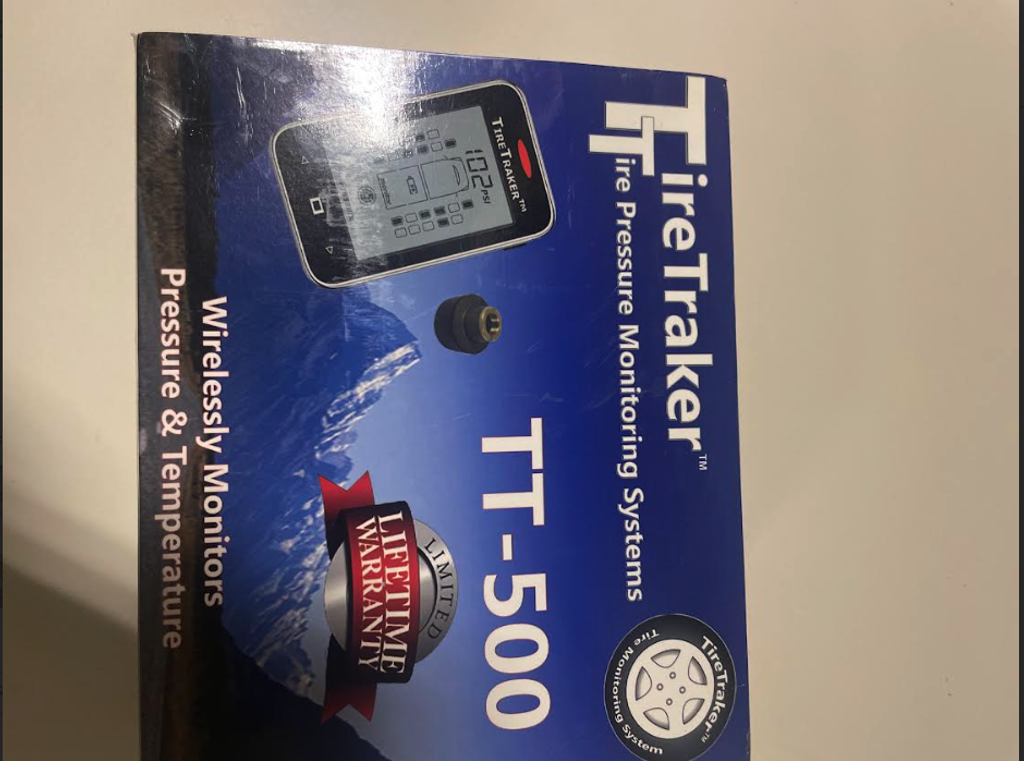 TireTraker™
Tire Pressure Monitoring Systems
TireTraker™
Tire Monitoring System
TIRETRAKER™
102 PSI
TT-500
LIMITED
LIFETIME
WARRANTY
Wirelessly Monitors
Pressure & Temperature